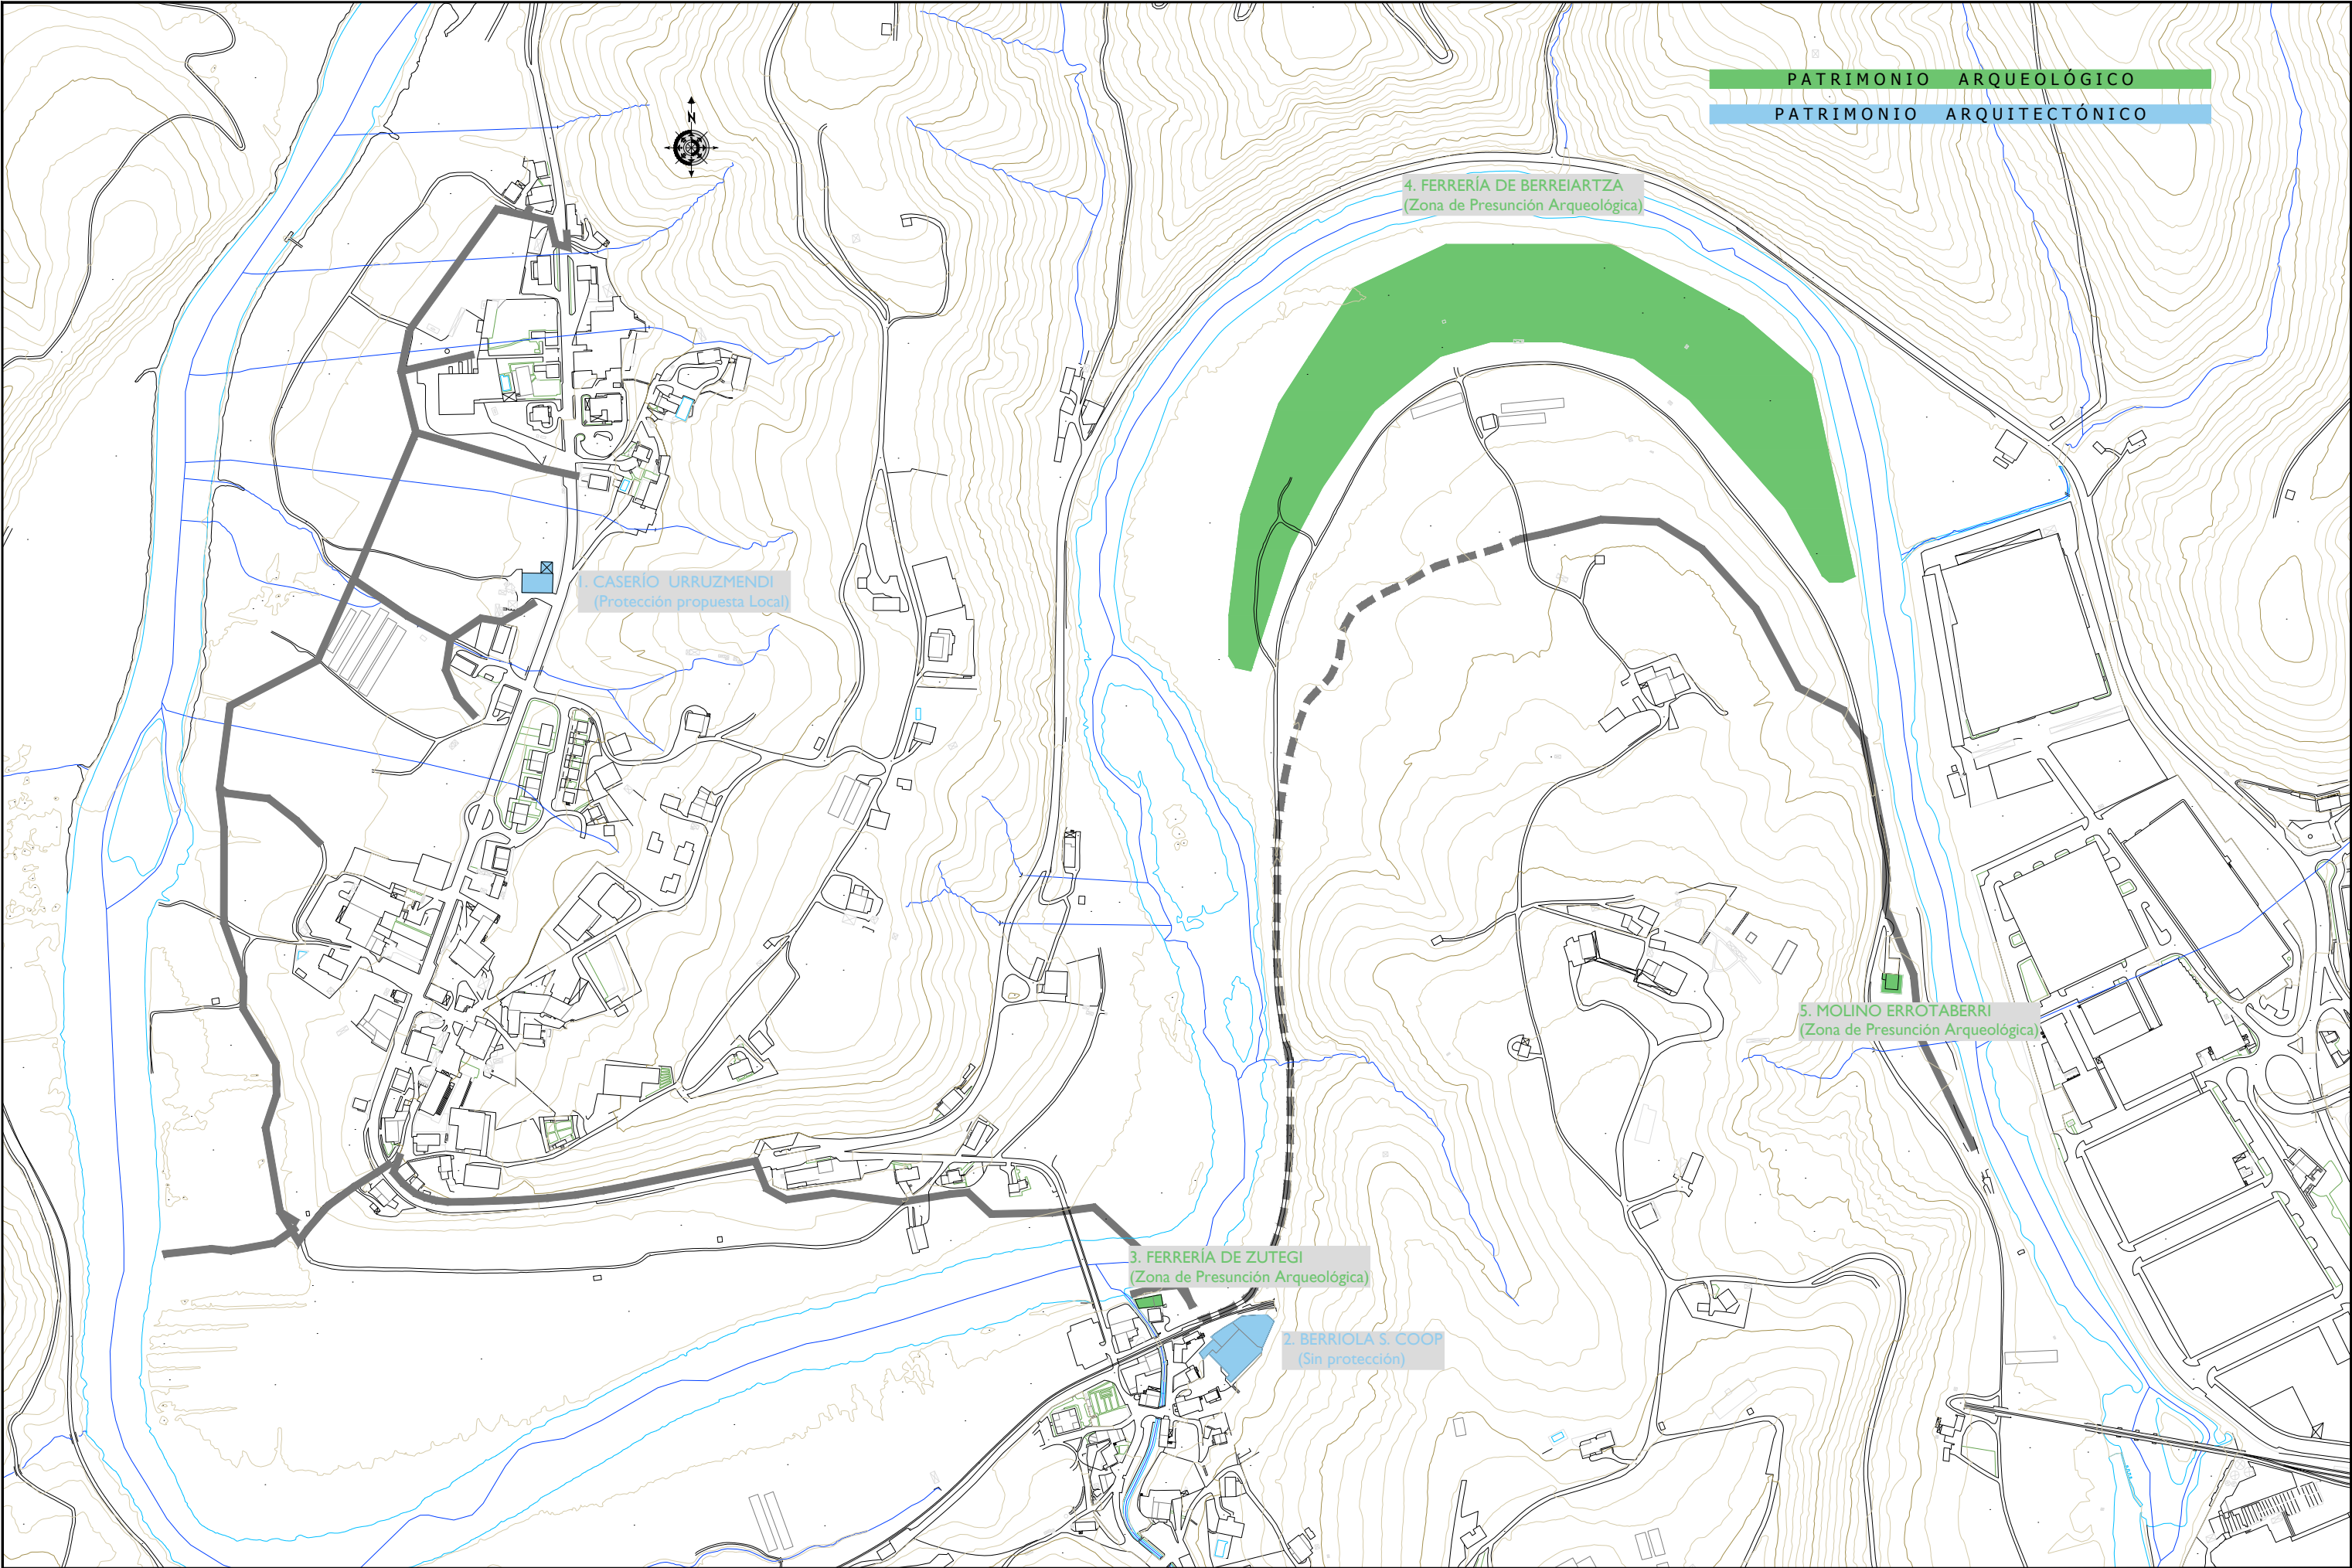 PATRIMONIO ARQUEOLÓGICO
PATRIMONIO ARQUITECTÓNICO
N
4. FERRERÍA DE BERREIARTZA
(Zona de Presunción Arqueológica)
1. CASERÍO URRUZMENDI
(Protección propuesta Local)
5. MOLINO ERROTABERRI
(Zona de Presunción Arqueológica)
3. FERRERÍA DE ZUTEGI
(Zona de Presunción Arqueológica)
2. BERRIOLA S. COOP
(Sin protección)